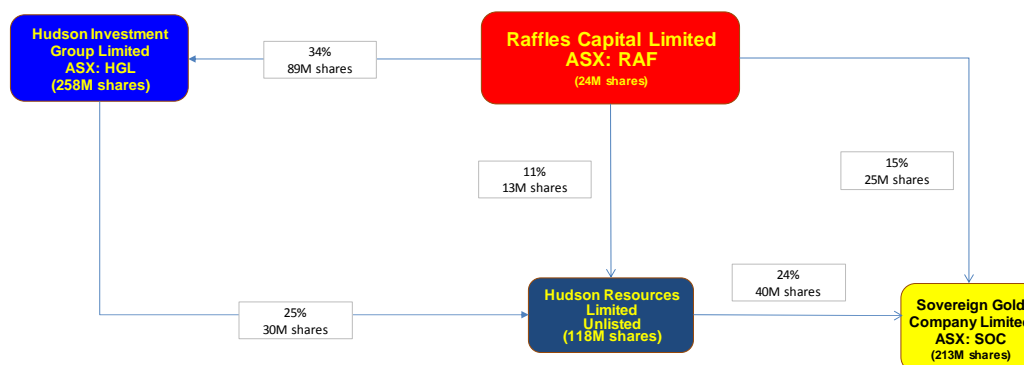 Hudson Investment
Group Limited
ASX: HGL
(258M shares)
34%
89M shares
Raffles Capital Limited
ASX: RAF
(24M shares)
11%
13M shares
15%
25M shares
25%
30M shares
Hudson Resources
Limited
Unlisted
(118M shares)
24%
40M shares
Sovereign Gold
Company Limited
ASX: SOC
(213M shares)